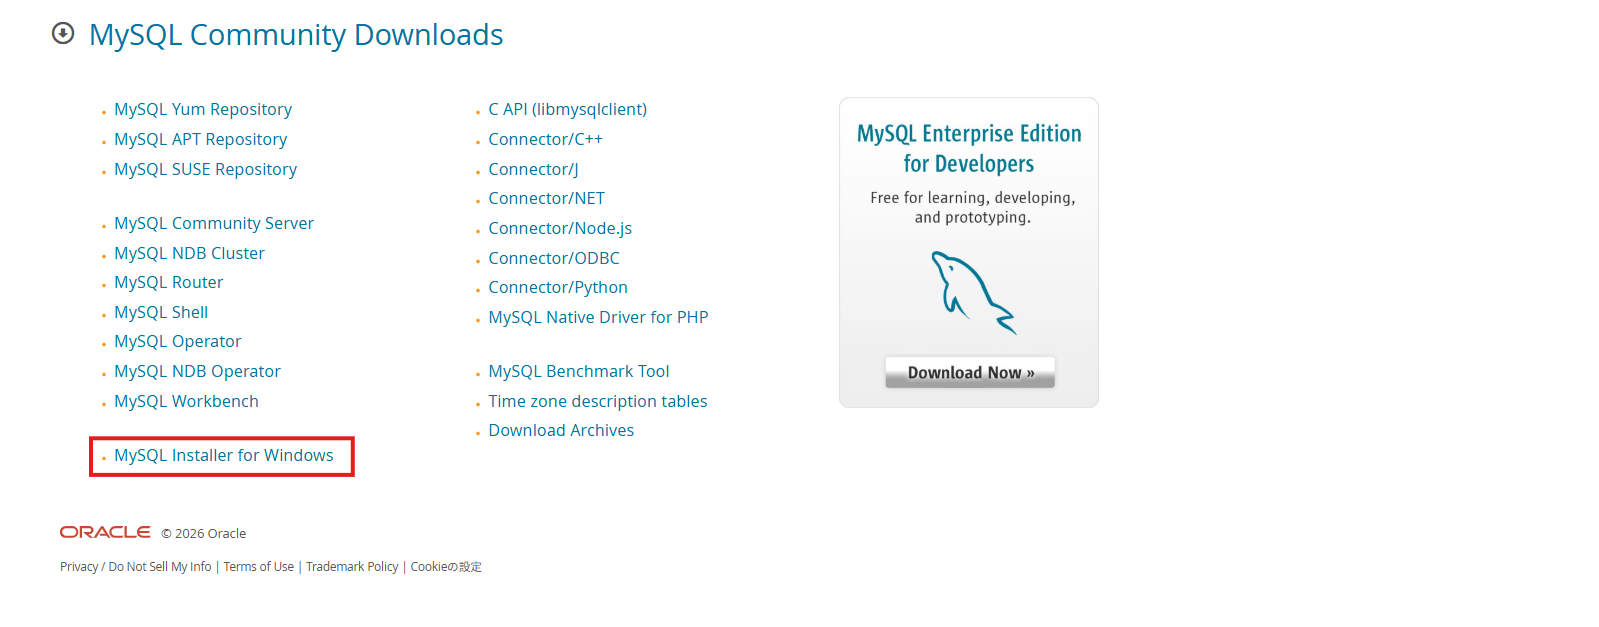 MySQL Community Downloads
MySQL Yum Repository
MySQL APT Repository
MySQL SUSE Repository
MySQL Community Server
MySQL NDB Cluster
MySQL Router
MySQL Shell
MySQL Operator
MySQL NDB Operator
MySQL Workbench
MySQL Installer for Windows
C API (libmysqlclient)
Connector/C++
Connector/J
Connector/NET
Connector/Node.js
Connector/ODBC
Connector/Python
MySQL Native Driver for PHP
MySQL Benchmark Tool
Time zone description tables
Download Archives
MySQL Enterprise Edition
for Developers
Free for learning, developing,
and prototyping.
Download Now »
ORACLE © 2026 Oracle
Privacy / Do Not Sell My Info | Terms of Use | Trademark Policy | Cookieの設定